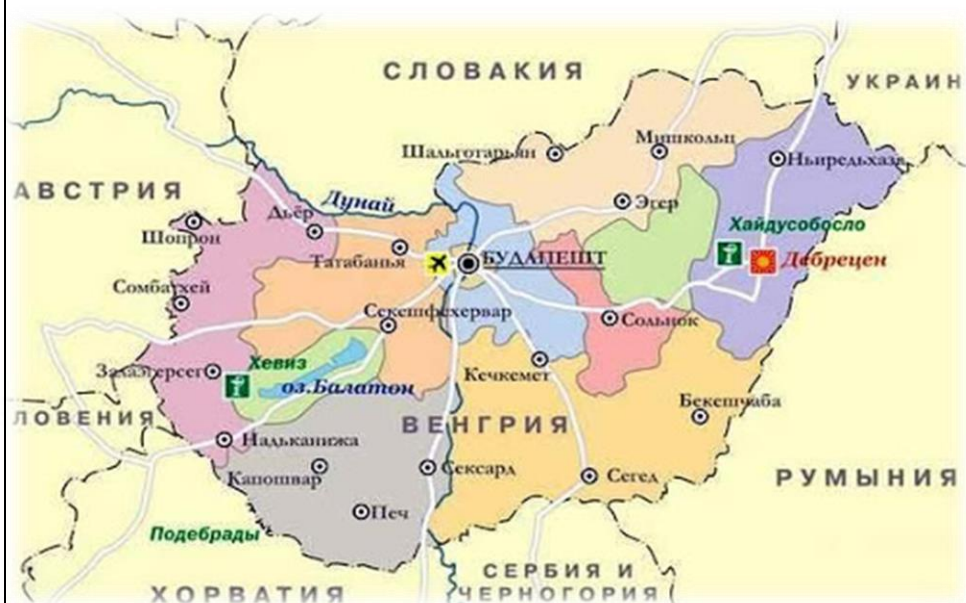 СЛОВАКИЯ
УКРАИН
Мишкольц
Шальготарьян
Ньиредьхаза
АВСТРИЯ
Дунай
Эгер
Дьёр
Хайдусобосло
Шопрон
Татабанья
БУДАПЕШТ
Дебрецен
Сомбатхей
Секешфехервар
Сольнок
Хевиз
Залаэгерсег
Кечкемет
оз.Балатон
Бекешчаба
ЛОВЕНИЯ
ВЕНГРИЯ
Надьканижа
Капошвар
Сексард
Сегед
РУМЫНИЯ
Печ
Подебрады
СЕРБИЯ И
ЧЕРНОГОРИЯ
ХОРВАТИЯ